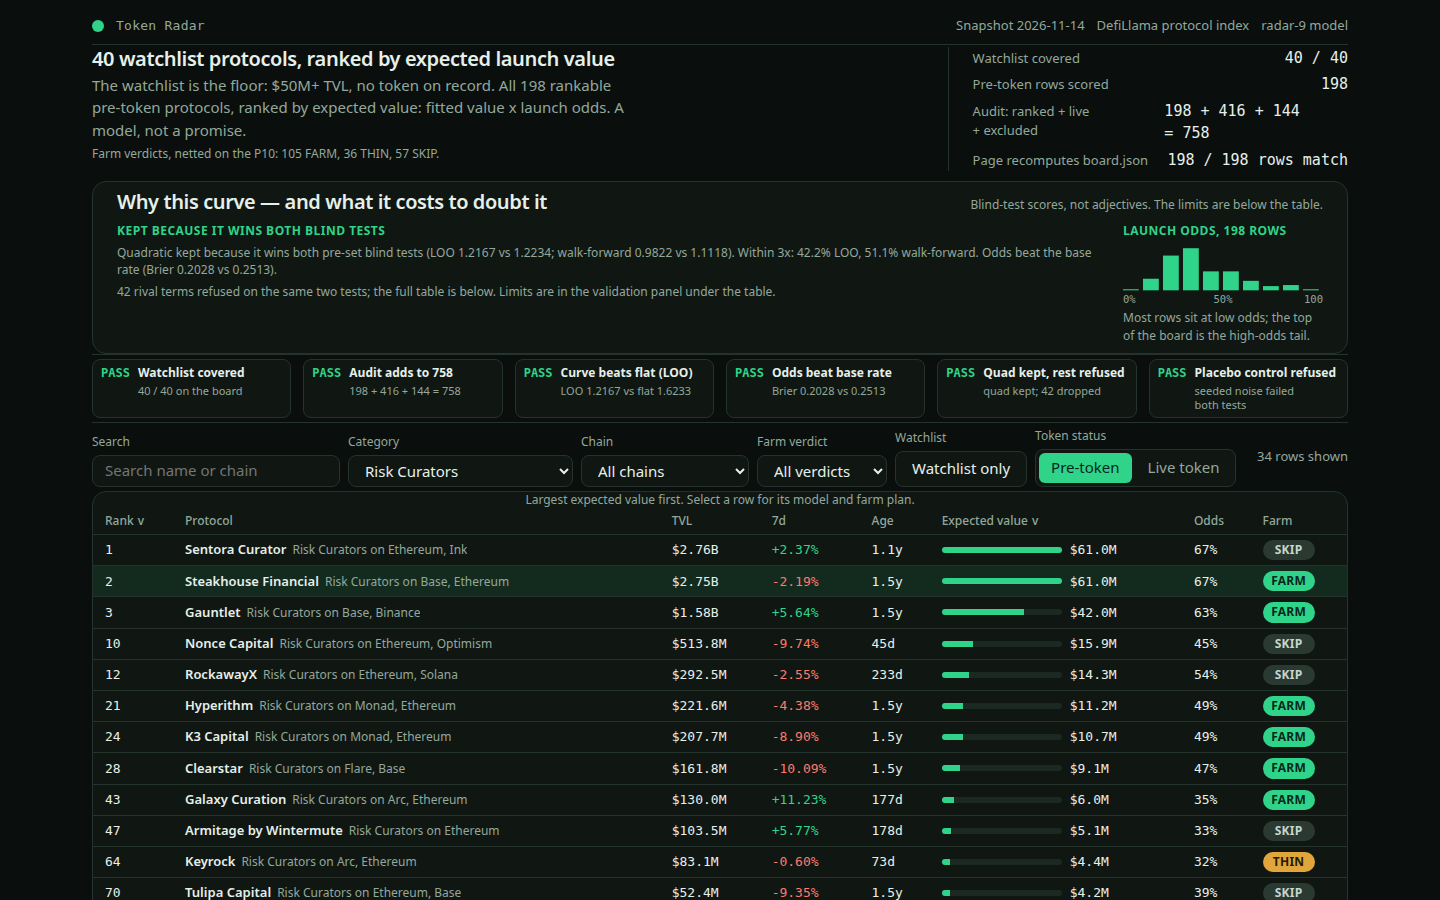 Token Radar
Snapshot 2026-11-14 DefiLlama protocol index radar-9 model
40 watchlist protocols, ranked by expected launch value
The watchlist is the floor: $50M+ TVL, no token on record. All 198 rankable
pre-token protocols, ranked by expected value: fitted value x launch odds. A
model, not a promise.
Farm verdicts, netted on the P10: 105 FARM, 36 THIN, 57 SKIP.
Watchlist covered 40 / 40
Pre-token rows scored 198
Audit: ranked + live
+ excluded
198 + 416 + 144
= 758
Page recomputes board.json 198 / 198 rows match
Why this curve — and what it costs to doubt it
Blind-test scores, not adjectives. The limits are below the table.
KEPT BECAUSE IT WINS BOTH BLIND TESTS
Quadratic kept because it wins both pre-set blind tests (LOO 1.2167 vs 1.2234; walk-forward 0.9822 vs 1.1118). Within 3x: 42.2% LOO, 51.1% walk-forward. Odds beat the base
rate (Brier 0.2028 vs 0.2513).
42 rival terms refused on the same two tests; the full table is below. Limits are in the validation panel under the table.
LAUNCH ODDS, 198 ROWS
0% 50% 100
Most rows sit at low odds; the top
of the board is the high-odds tail.
PASS Watchlist covered
40 / 40 on the board
PASS Audit adds to 758
198 + 416 + 144 = 758
PASS Curve beats flat (LOO)
LOO 1.2167 vs flat 1.6233
PASS Odds beat base rate
Brier 0.2028 vs 0.2513
PASS Quad kept, rest refused
quad kept; 42 dropped
PASS Placebo control refused
seeded noise failed
both tests
Search
Search name or chain
Category
Risk Curators
Chain
All chains
Farm verdict
All verdicts
Watchlist
Watchlist only
Token status
Pre-token Live token
34 rows shown
Largest expected value first. Select a row for its model and farm plan.
Rank v Protocol TVL 7d Age Expected value v Odds Farm
1 Sentora Curator Risk Curators on Ethereum, Ink $2.76B +2.37% 1.1y $61.0M 67% SKIP
2 Steakhouse Financial Risk Curators on Base, Ethereum $2.75B -2.19% 1.5y $61.0M 67% FARM
3 Gauntlet Risk Curators on Base, Binance $1.58B +5.64% 1.5y $42.0M 63% FARM
10 Nonce Capital Risk Curators on Ethereum, Optimism $513.8M -9.74% 45d $15.9M 45% SKIP
12 RockawayX Risk Curators on Ethereum, Solana $292.5M -2.55% 233d $14.3M 54% SKIP
21 Hyperithm Risk Curators on Monad, Ethereum $221.6M -4.38% 1.5y $11.2M 49% FARM
24 K3 Capital Risk Curators on Monad, Ethereum $207.7M -8.90% 1.5y $10.7M 49% FARM
28 Clearstar Risk Curators on Flare, Base $161.8M -10.09% 1.5y $9.1M 47% FARM
43 Galaxy Curation Risk Curators on Arc, Ethereum $130.0M +11.23% 177d $6.0M 35% FARM
47 Armitage by Wintermute Risk Curators on Ethereum $103.5M +5.77% 178d $5.1M 33% SKIP
64 Keyrock Risk Curators on Arc, Ethereum $83.1M -0.60% 73d $4.4M 32% THIN
70 Tulipa Capital Risk Curators on Ethereum, Base $52.4M -9.35% 1.5y $4.2M 39% SKIP